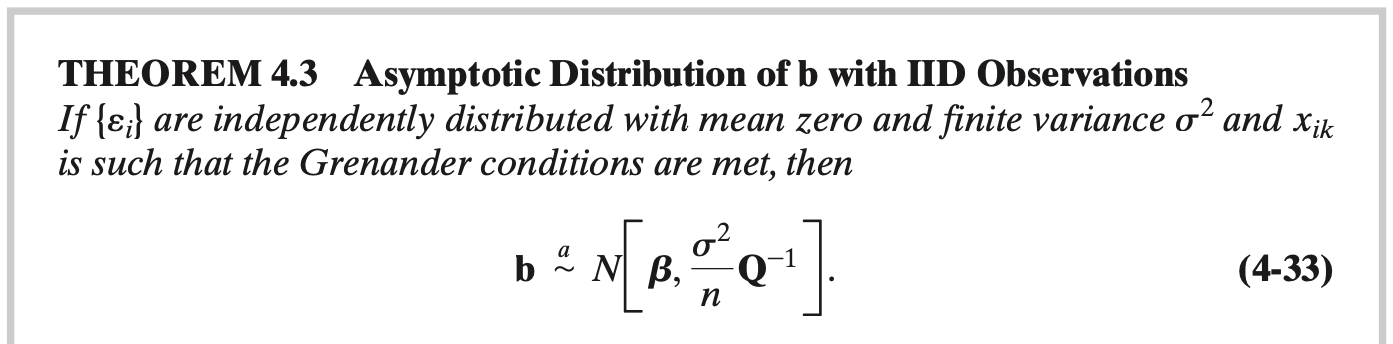 THEOREM 4.3 Asymptotic Distribution of b with IID Observations
If {εᵢ} are independently distributed with mean zero and finite variance σ² and xᵢₖ
is such that the Grenander conditions are met, then
b ~ᵃ N[β, σ²/n Q⁻¹]. (4-33)